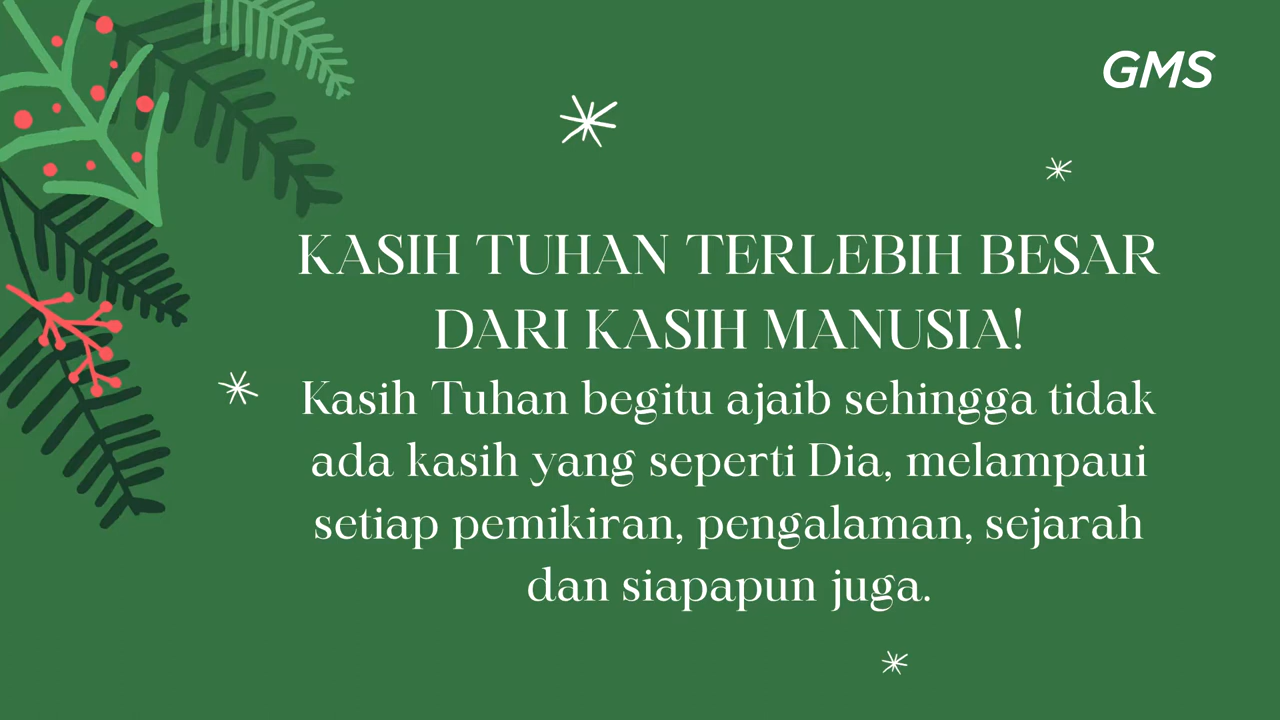 GMS
KASIH TUHAN TERLEBIH BESAR
DARI KASIH MANUSIA!
Kasih Tuhan begitu ajaib sehingga tidak
ada kasih yang seperti Dia, melampaui
setiap pemikiran, pengalaman, sejarah
dan siapapun juga.